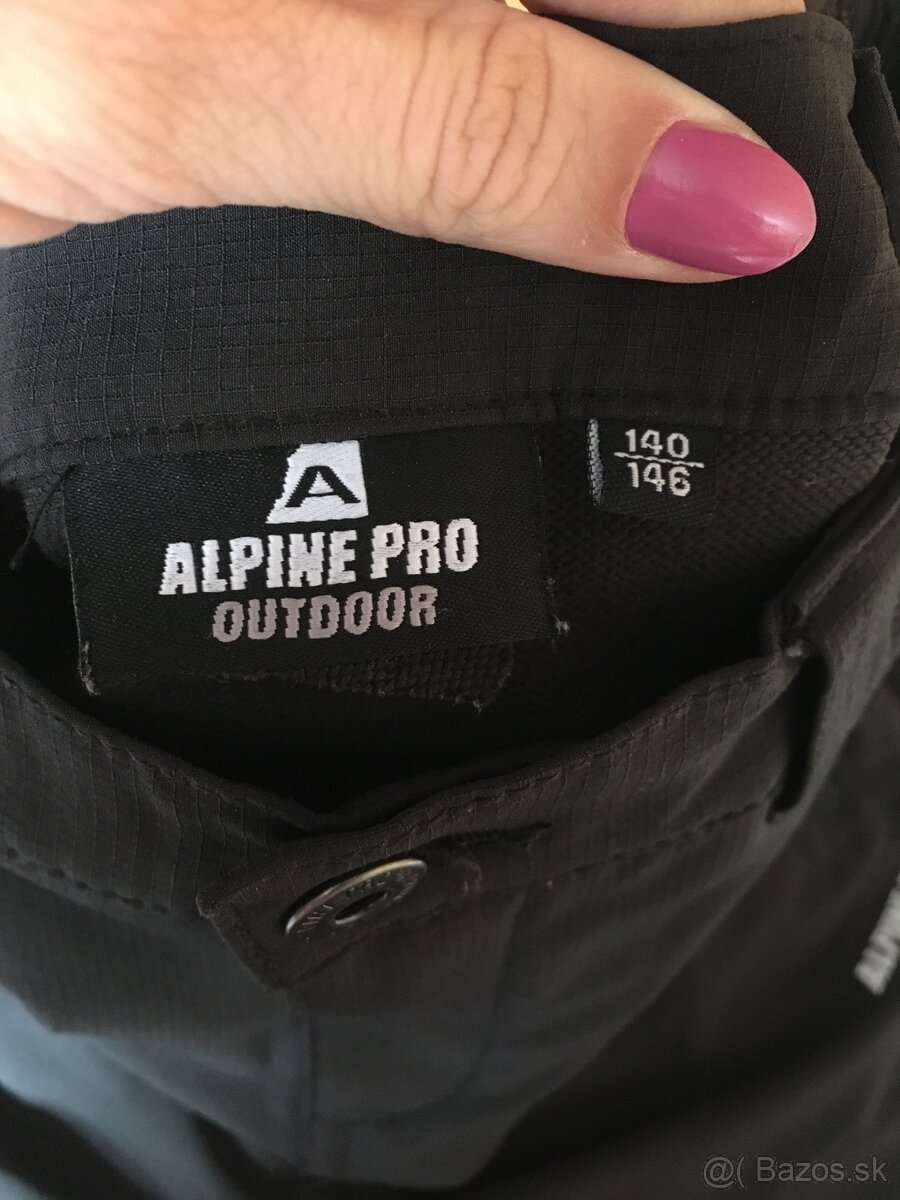 A
ALPINE PRO
OUTDOOR
140
146
@( Bazos.sk